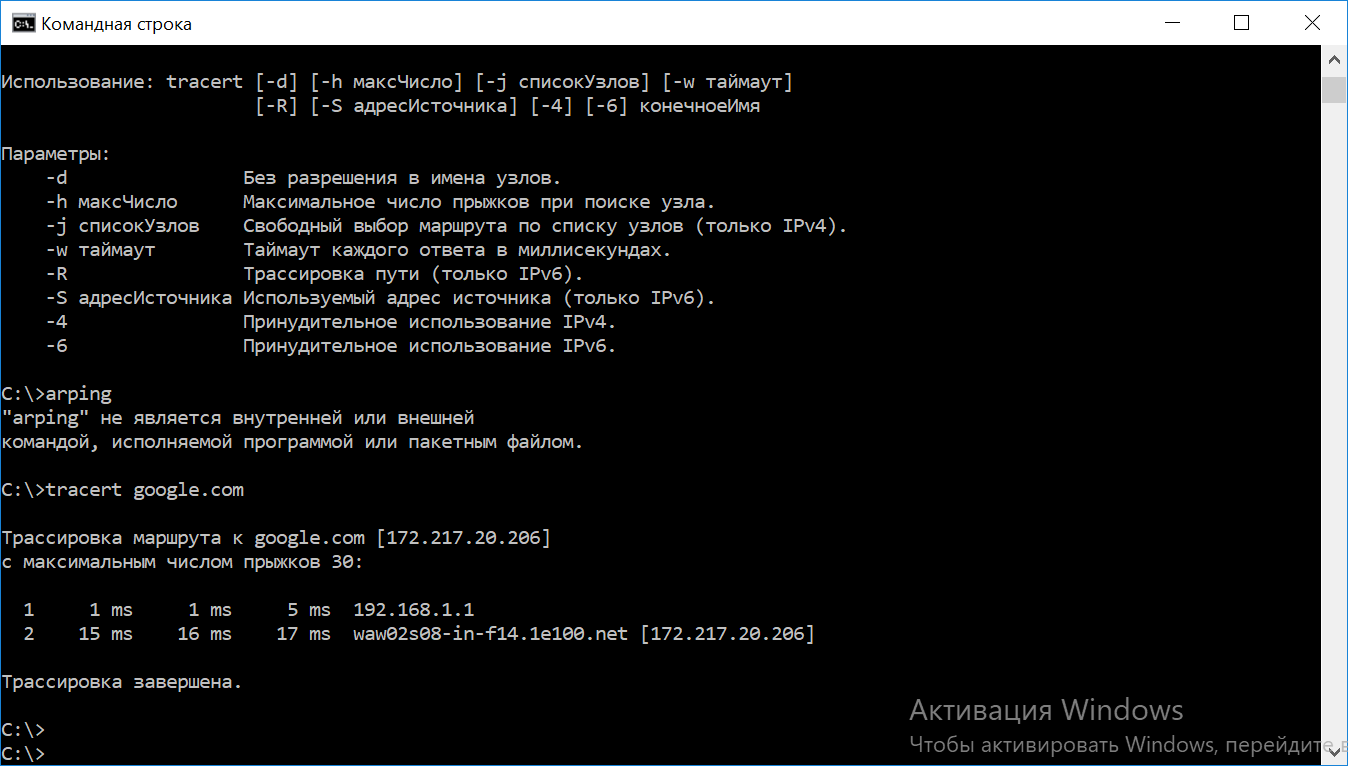 Командная строка
Использование: tracert [-d] [-h максЧисло] [-j списокУзлов] [-w таймаут]
[-R] [-S адресИсточника] [-4] [-6] конечноеИмя
Параметры:
-d Без разрешения в имена узлов.
-h максЧисло Максимальное число прыжков при поиске узла.
-j списокУзлов Свободный выбор маршрута по списку узлов (только IPv4).
-w таймаут Таймаут каждого ответа в миллисекундах.
-R Трассировка пути (только IPv6).
-S адресИсточника Используемый адрес источника (только IPv6).
-4 Принудительное использование IPv4.
-6 Принудительное использование IPv6.
C:\>arping
"arping" не является внутренней или внешней
командой, исполняемой программой или пакетным файлом.
C:\>tracert google.com
Трассировка маршрута к google.com [172.217.20.206]
с максимальным числом прыжков 30:
1 1 ms 1 ms 5 ms 192.168.1.1
2 15 ms 16 ms 17 ms waw02s08-in-f14.1e100.net [172.217.20.206]
Трассировка завершена.
C:\>
C:\>
Активация Windows
Чтобы активировать Windows, перейдите в